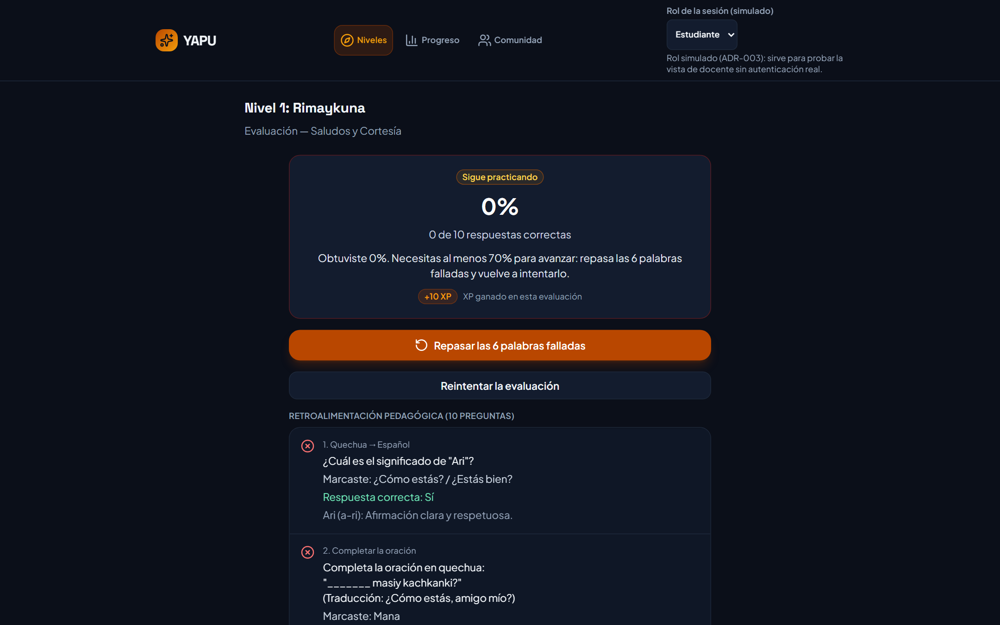 YAPU
Niveles
Progreso
Comunidad
Rol de la sesión (simulado)
Estudiante
Rol simulado (ADR-003): sirve para probar la
vista de docente sin autenticación real.
Nivel 1: Rimaykuna
Evaluación — Saludos y Cortesía
Sigue practicando
0%
0 de 10 respuestas correctas
Obtuviste 0%. Necesitas al menos 70% para avanzar: repasa las 6 palabras
falladas y vuelve a intentarlo.
+10 XP XP ganado en esta evaluación
Repasar las 6 palabras falladas
Reintentar la evaluación
RETROALIMENTACIÓN PEDAGÓGICA (10 PREGUNTAS)
1. Quechua → Español
¿Cuál es el significado de "Ari"?
Marcaste: ¿Cómo estás? / ¿Estás bien?
Respuesta correcta: Sí
Ari (a-ri): Afirmación clara y respetuosa.
2. Completar la oración
Completa la oración en quechua:
"_______ masiy kachkanki?"
(Traducción: ¿Cómo estás, amigo mío?)
Marcaste: Mana